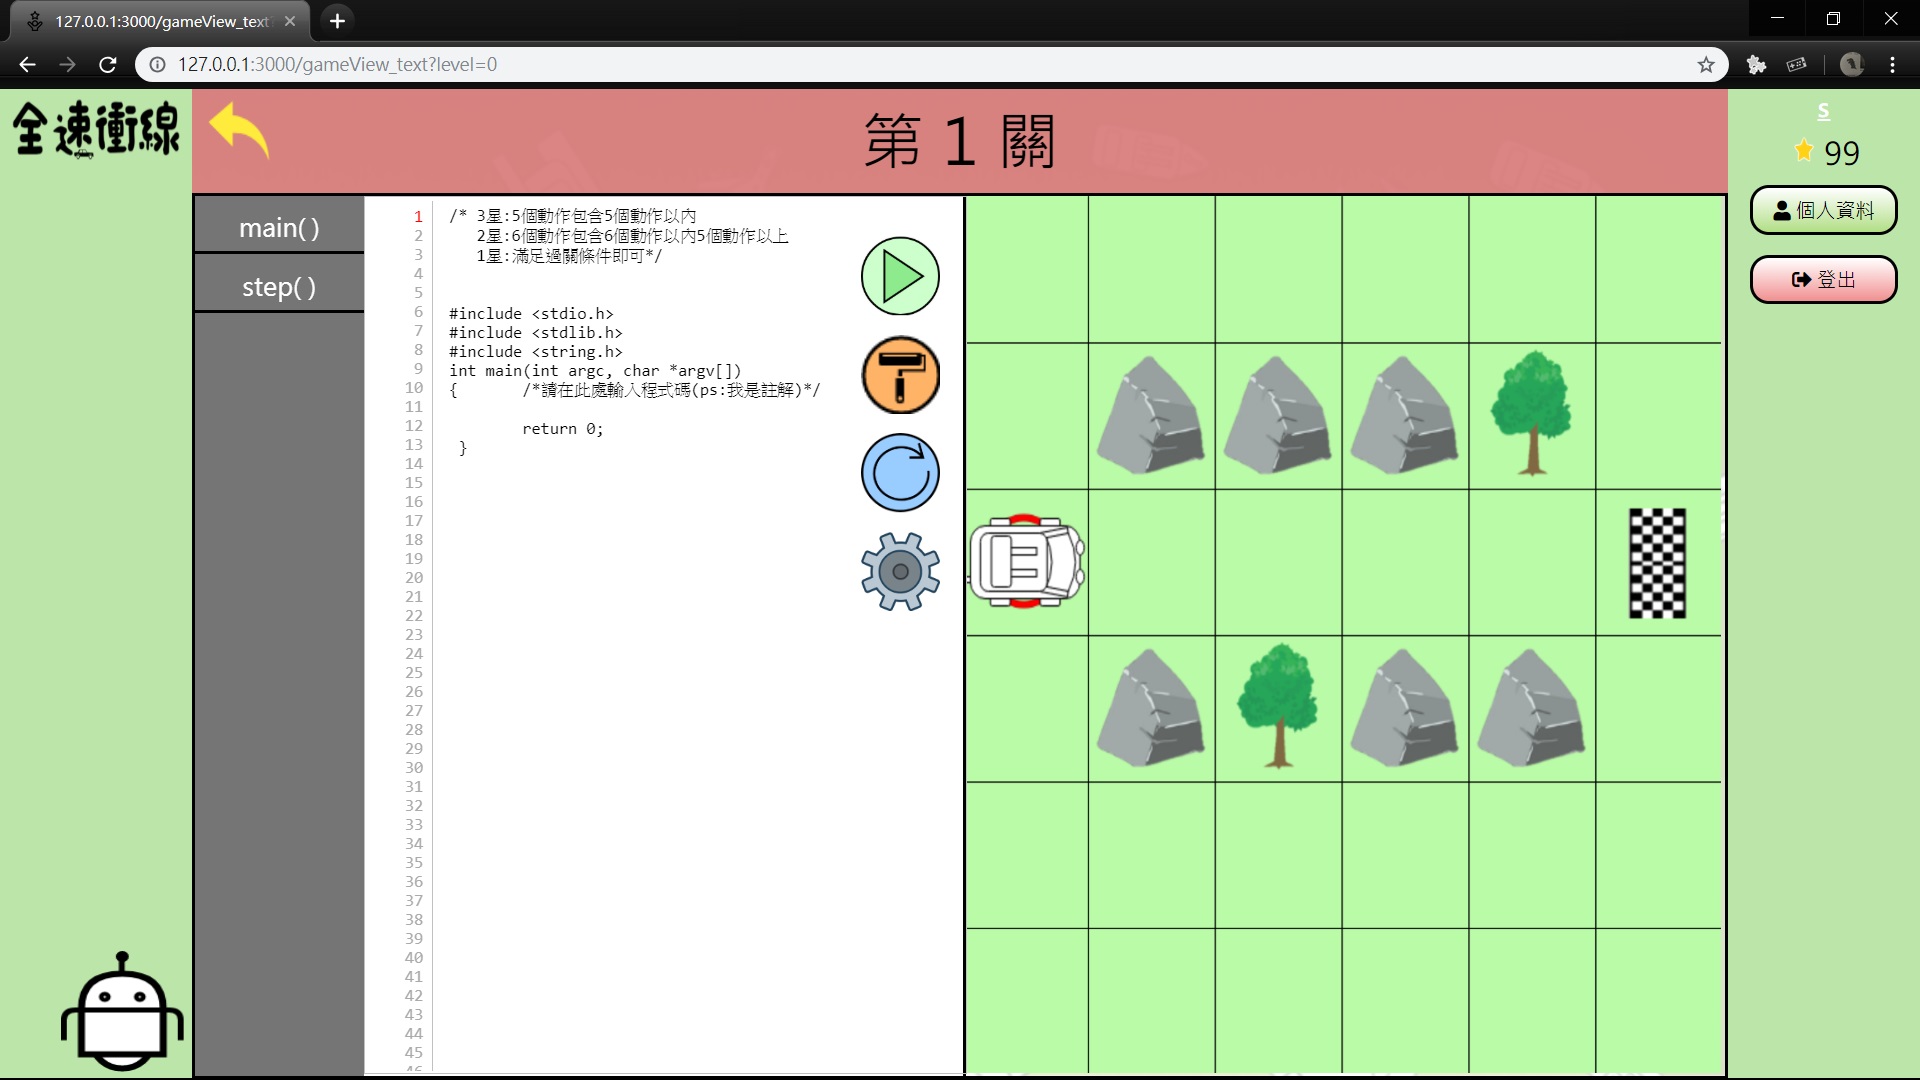 127.0.0.1:3000/gameView_text
127.0.0.1:3000/gameView_text?level=0
全速衝線
第 1 關
S
99
個人資料
登出
main( )
step( )
1 /* 3星:5個動作包含5個動作以內
2 2星:6個動作包含6個動作以內5個動作以上
3 1星:滿足過關條件即可*/
4
5
6 #include <stdio.h>
7 #include <stdlib.h>
8 #include <string.h>
9 int main(int argc, char *argv[])
10 { /*請在此處輸入程式碼(ps:我是註解)*/
11
12 return 0;
13 }
14
15
16
17
18
19
20
21
22
23
24
25
26
27
28
29
30
31
32
33
34
35
36
37
38
39
40
41
42
43
44
45
46